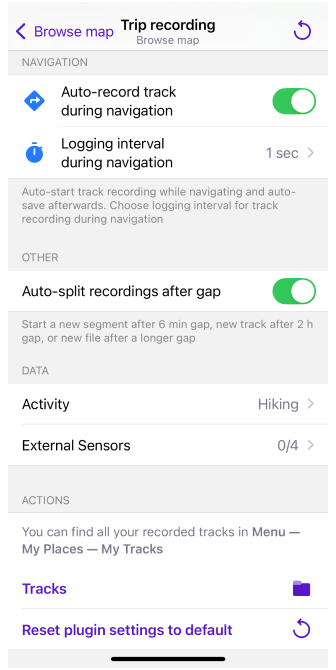 Browse map
Trip recording
Browse map
NAVIGATION
Auto-record track
during navigation
Logging interval
during navigation
1 sec
Auto-start track recording while navigating and auto-
save afterwards. Choose logging interval for track
recording during navigation
OTHER
Auto-split recordings after gap
Start a new segment after 6 min gap, new track after 2 h
gap, or new file after a longer gap
DATA
Activity
Hiking
External Sensors
0/4
ACTIONS
You can find all your recorded tracks in Menu —
My Places — My Tracks
Tracks
Reset plugin settings to default